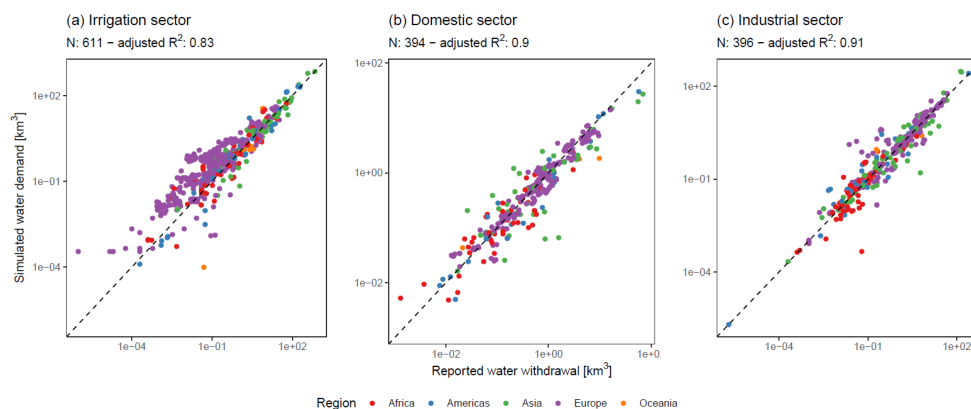 (a) Irrigation sector
N: 611 − adjusted R²: 0.83
(b) Domestic sector
N: 394 − adjusted R²: 0.9
(c) Industrial sector
N: 396 − adjusted R²: 0.91
Simulated water demand [km³]
1e+02
1e−01
1e−04
1e−04
1e−01
1e+02
1e+02
1e+00
1e−02
1e−02
1e+00
1e+0
1e+02
1e−01
1e−04
1e−04
1e−01
1e+02
Reported water withdrawal [km³]
Region
Africa
Americas
Asia
Europe
Oceania